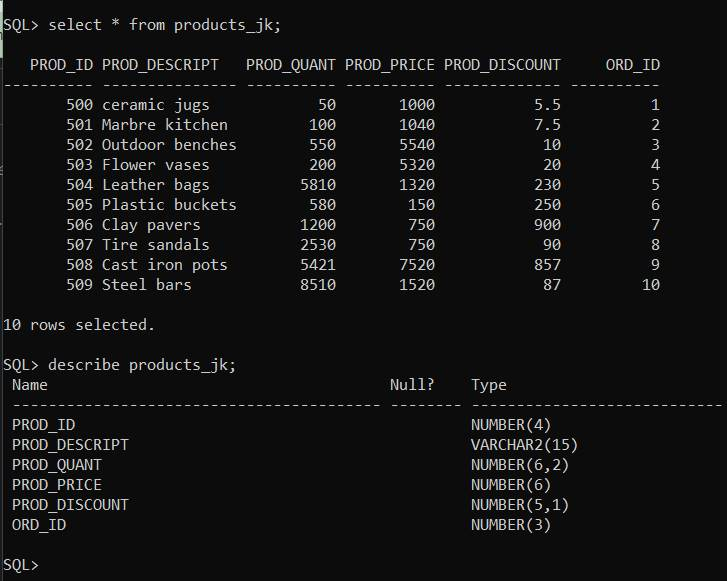 SQL> select * from products_jk;
PROD_ID PROD_DESCRIPT PROD_QUANT PROD_PRICE PROD_DISCOUNT ORD_ID
---------- --------------- ---------- ---------- ------------- ----------
500 ceramic jugs 50 1000 5.5 1
501 Marbre kitchen 100 1040 7.5 2
502 Outdoor benches 550 5540 10 3
503 Flower vases 200 5320 20 4
504 Leather bags 5810 1320 230 5
505 Plastic buckets 580 150 250 6
506 Clay pavers 1200 750 900 7
507 Tire sandals 2530 750 90 8
508 Cast iron pots 5421 7520 857 9
509 Steel bars 8510 1520 87 10
10 rows selected.
SQL> describe products_jk;
Name Null? Type
----------------------------------------- -------- ----------------------------
PROD_ID NUMBER(4)
PROD_DESCRIPT VARCHAR2(15)
PROD_QUANT NUMBER(6,2)
PROD_PRICE NUMBER(6)
PROD_DISCOUNT NUMBER(5,1)
ORD_ID NUMBER(3)
SQL>